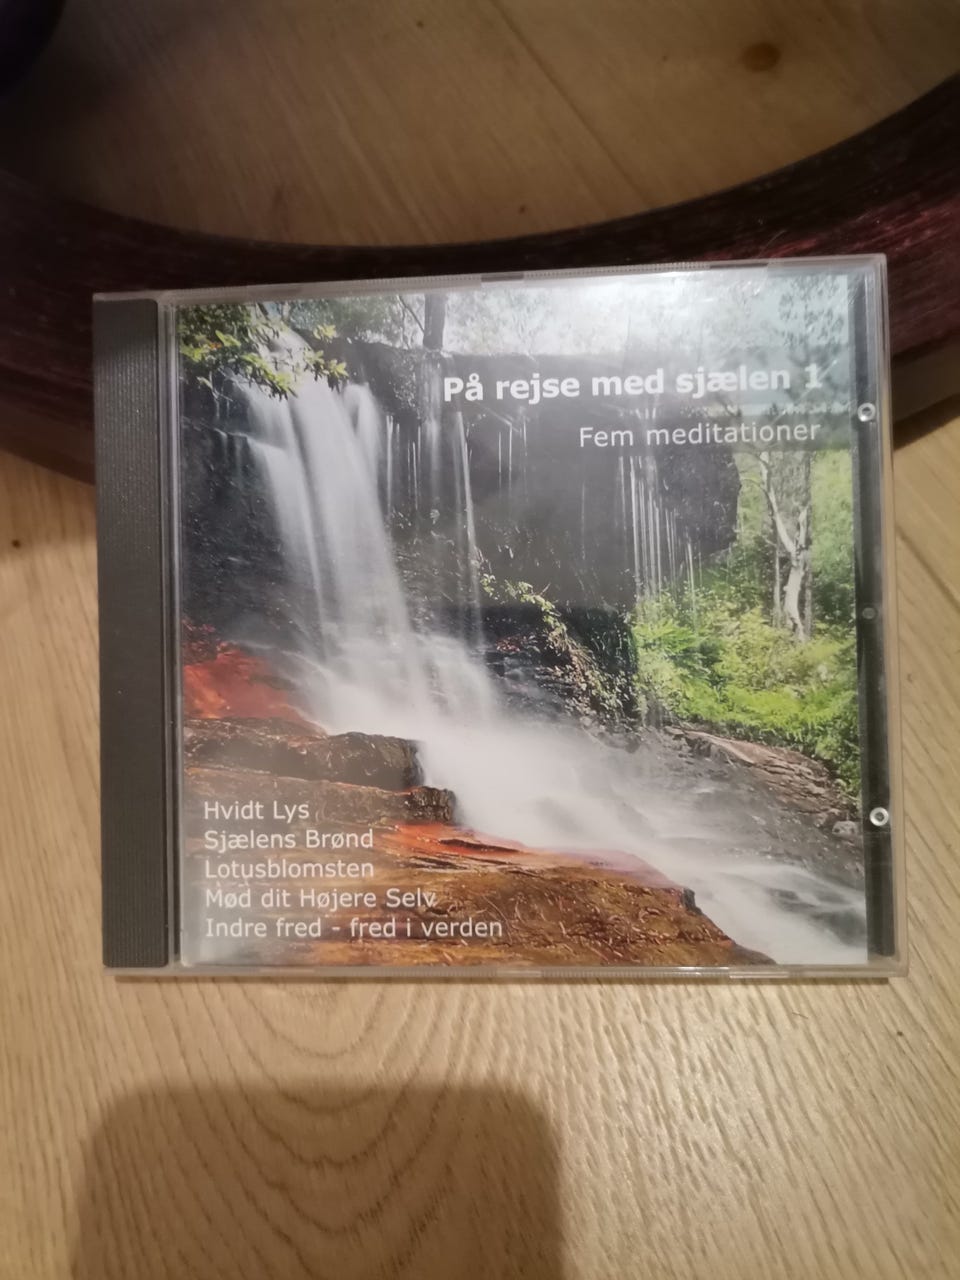 På rejse med sjælen 1
Fem meditationer
Hvidt Lys
Sjælens Brønd
Lotusblomsten
Mød dit Højere Selv
Indre fred - fred i verden